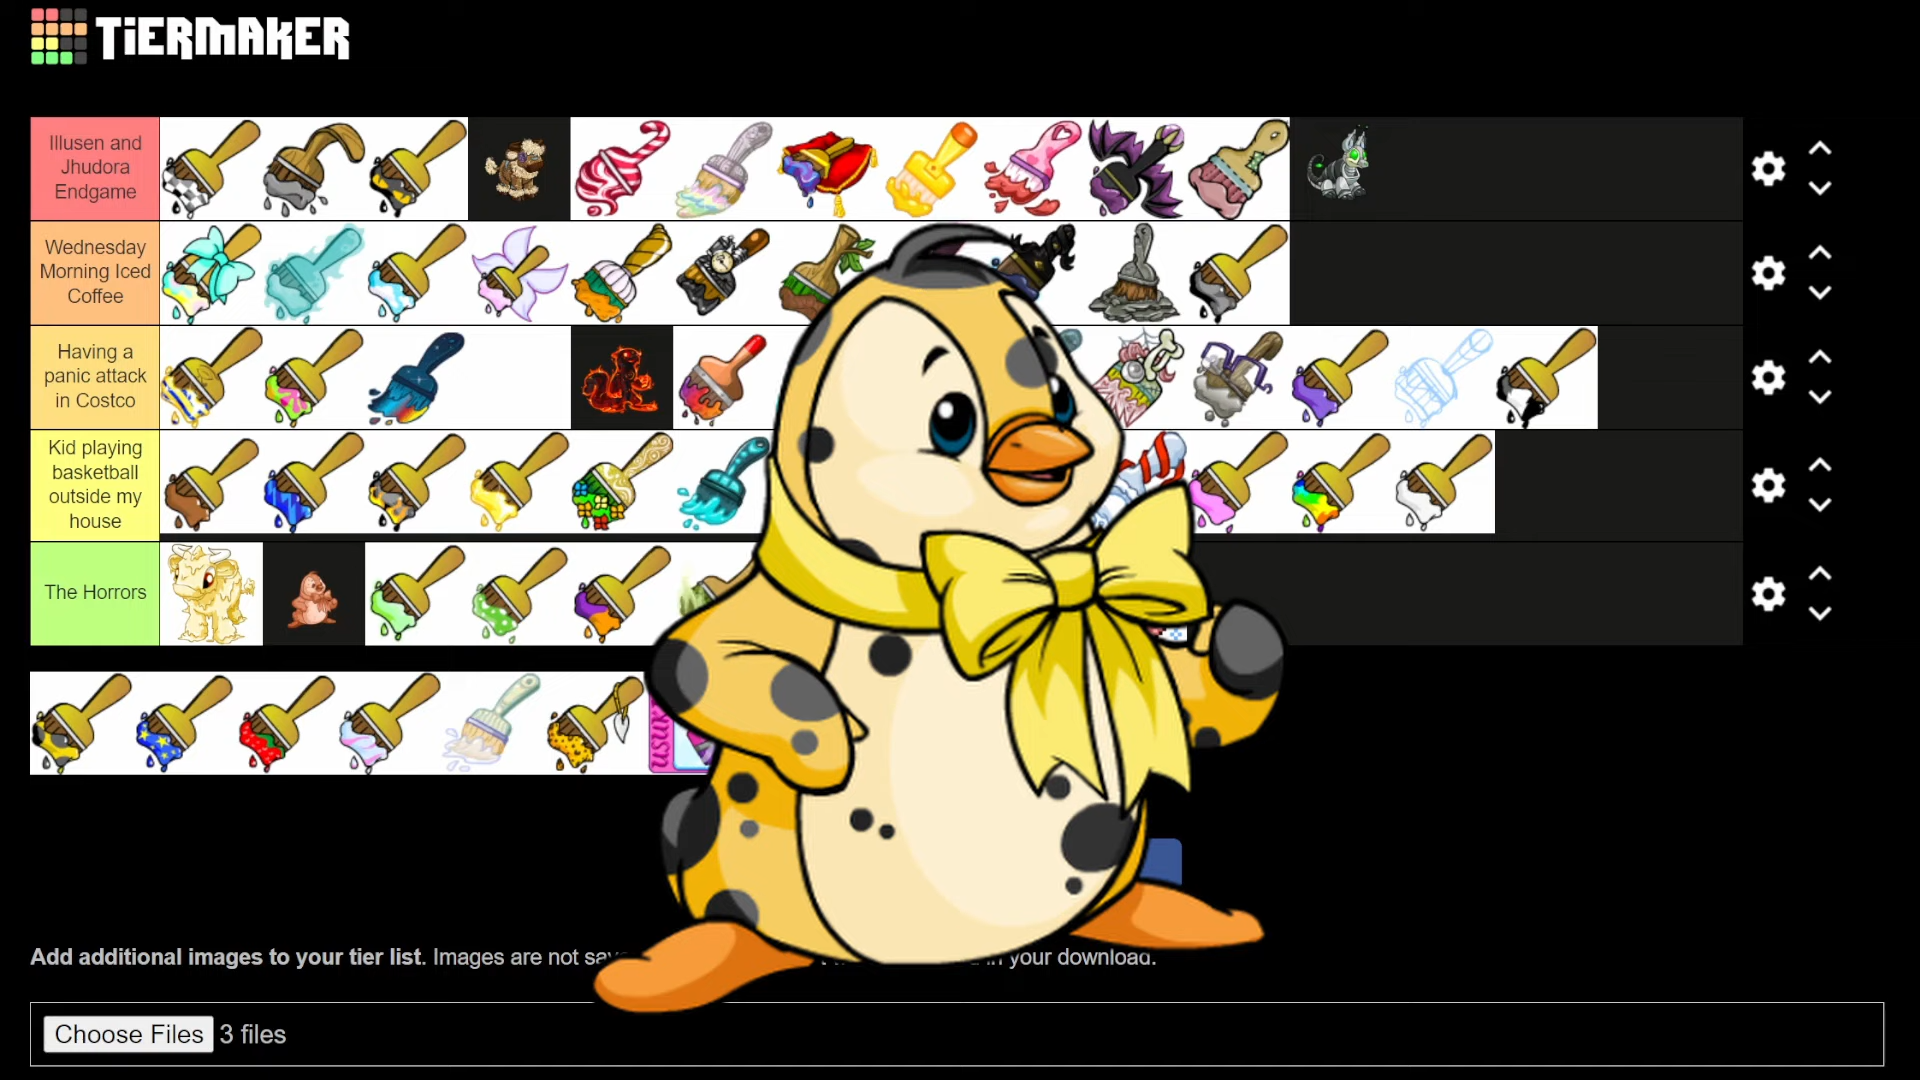 TiERMAKER
Illusen and
Jhudora
Endgame
Wednesday
Morning Iced
Coffee
Having a
panic attack
in Costco
Kid playing
basketball
outside my
house
The Horrors
Add additional images to your tier list. Images are not in your download.
Choose Files 3 files